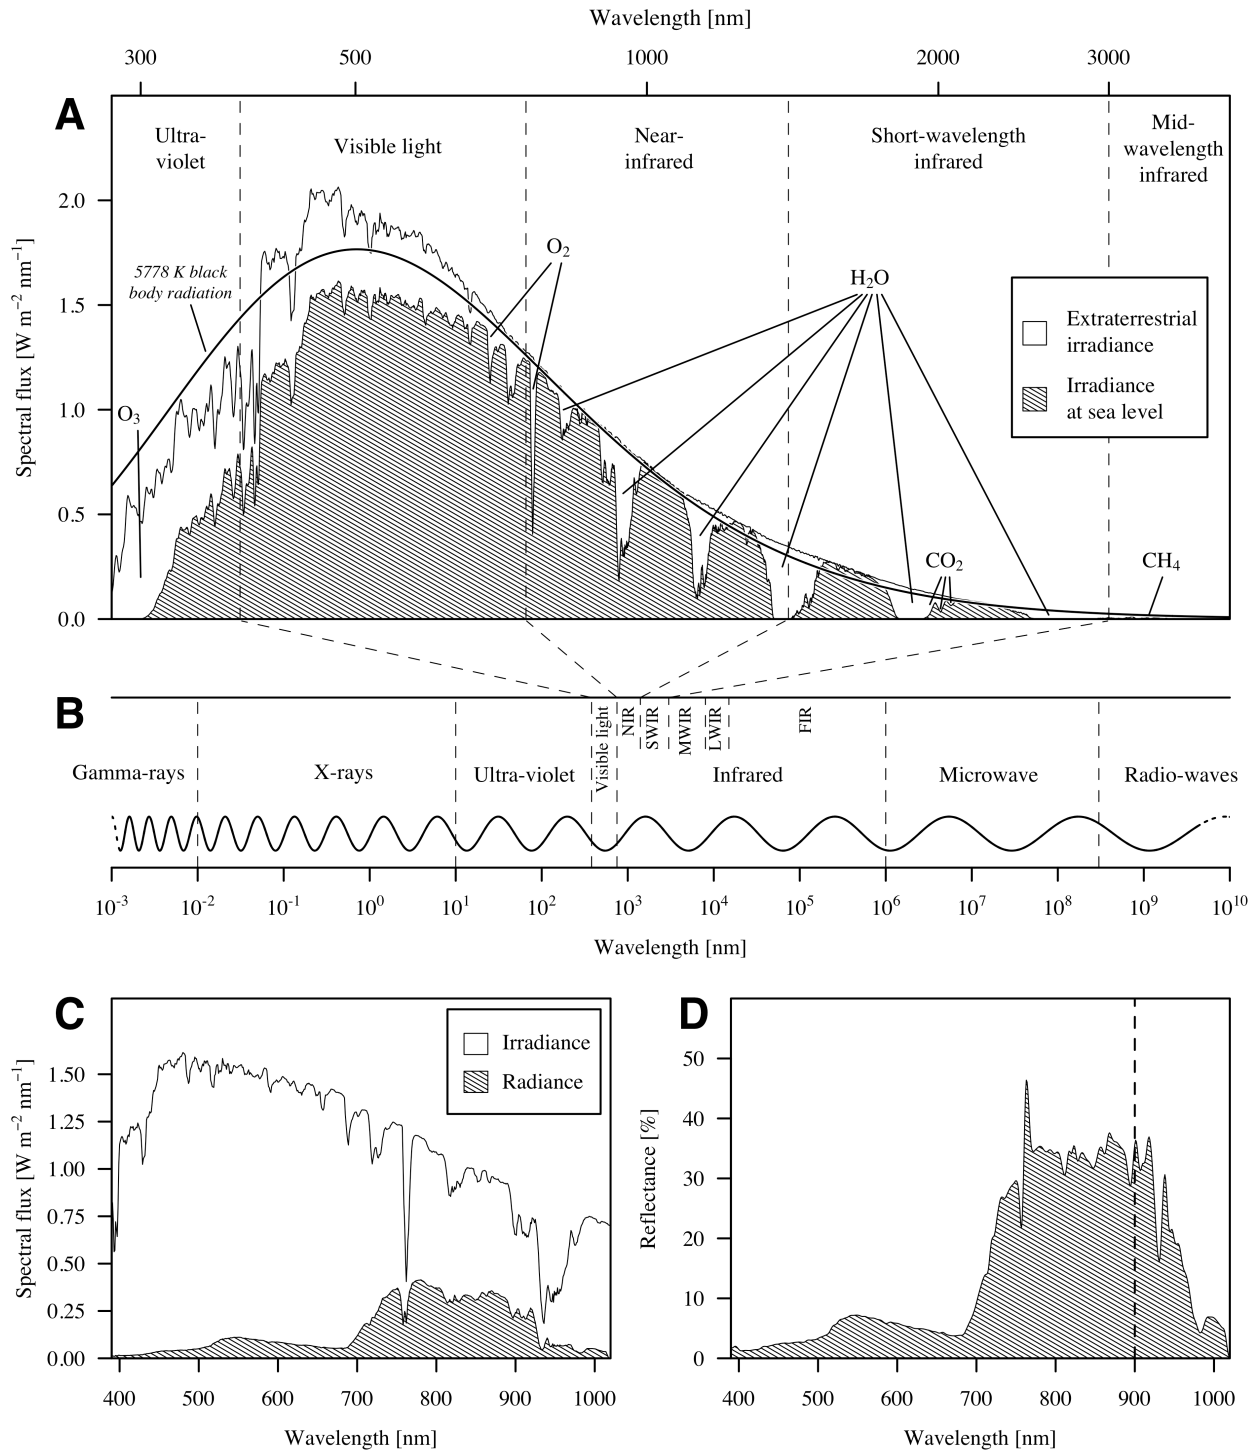 Wavelength [nm]
300 500 1000 2000 3000
A
Ultra-
violet
Visible light
Near-
infrared
Short-wavelength
infrared
Mid-
wavelength
infrared
Spectral flux [W m⁻² nm⁻¹]
2.0
1.5
1.0
0.5
0.0
5778 K black
body radiation
O₃
O₂
H₂O
CO₂
CH₄
Extraterrestrial
irradiance
Irradiance
at sea level
B
Visible light
NIR
SWIR
MWIR
LWIR
FIR
Gamma-rays X-rays Ultra-violet Infrared Microwave Radio-waves
10⁻³ 10⁻² 10⁻¹ 10⁰ 10¹ 10² 10³ 10⁴ 10⁵ 10⁶ 10⁷ 10⁸ 10⁹ 10¹⁰
Wavelength [nm]
C
Spectral flux [W m⁻² nm⁻¹]
1.50
1.25
1.00
0.75
0.50
0.25
0.00
Irradiance
Radiance
400 500 600 700 800 900 1000
Wavelength [nm]
D
Reflectance [%]
50
40
30
20
10
0
400 500 600 700 800 900 1000
Wavelength [nm]